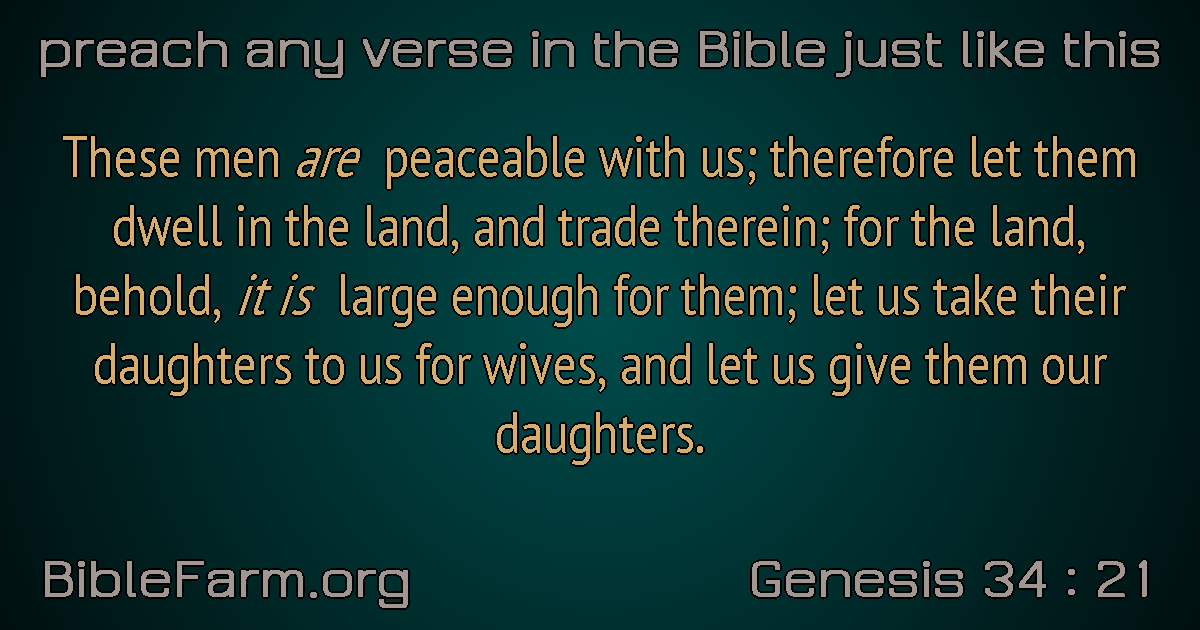 preach any verse in the Bible just like this
These men are peaceable with us; therefore let them
dwell in the land, and trade therein; for the land,
behold, it is large enough for them; let us take their
daughters to us for wives, and let us give them our
daughters.
BibleFarm.org
Genesis 34 : 21